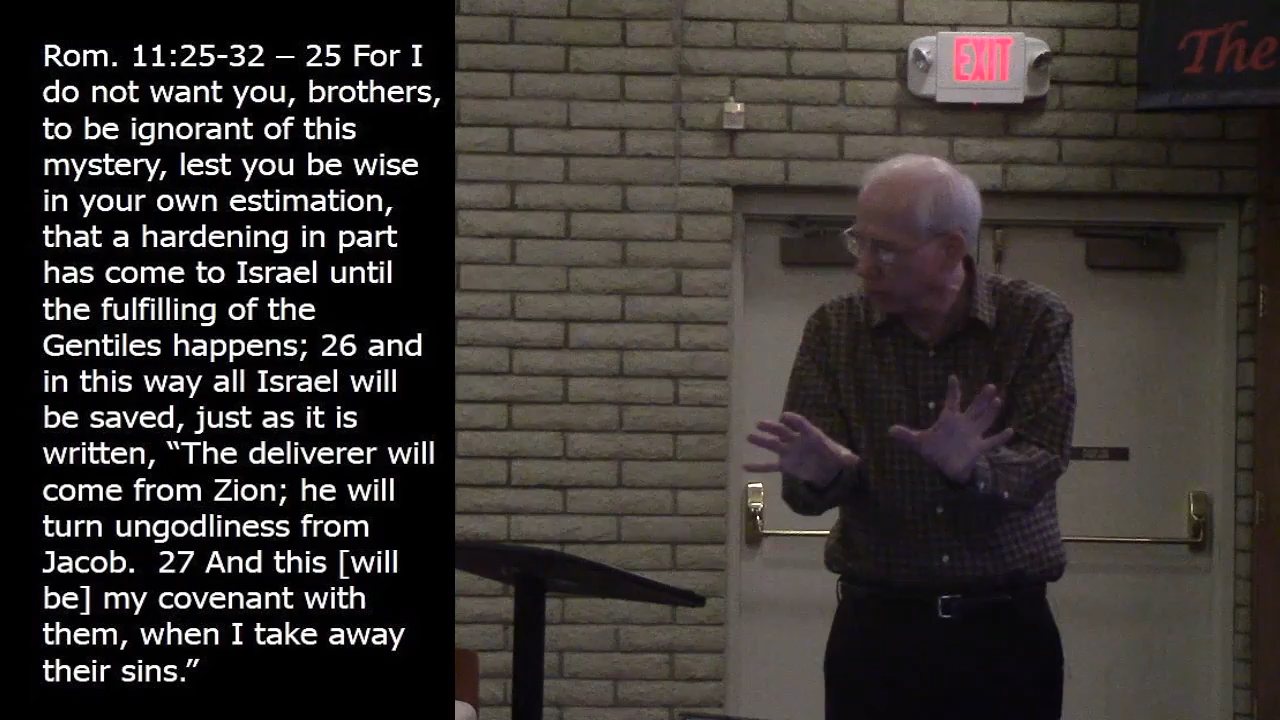 Rom. 11:25-32 – 25 For I
do not want you, brothers,
to be ignorant of this
mystery, lest you be wise
in your own estimation,
that a hardening in part
has come to Israel until
the fulfilling of the
Gentiles happens; 26 and
in this way all Israel will
be saved, just as it is
written, “The deliverer will
come from Zion; he will
turn ungodliness from
Jacob.  27 And this [will
be] my covenant with
them, when I take away
their sins.”
EXIT
The